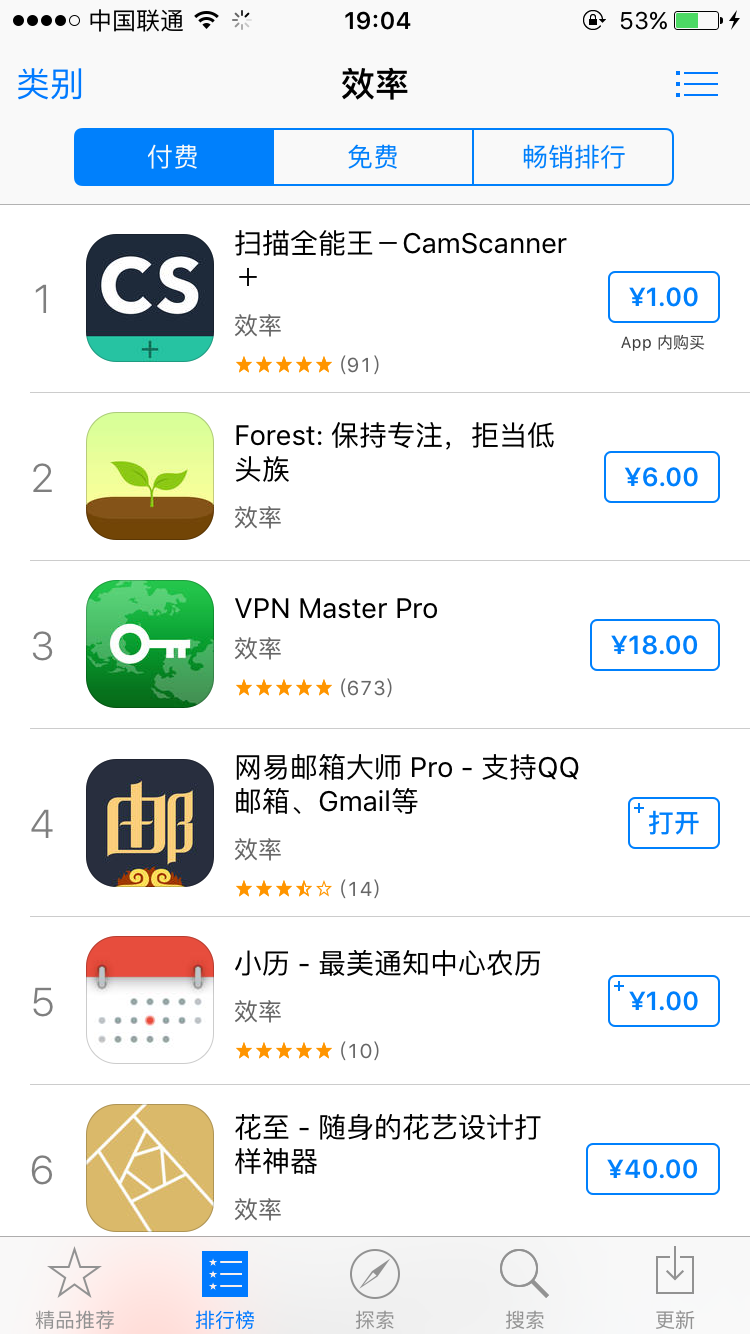 中国联通 19:04 53%
类别 效率
付费 免费 畅销排行
1
CS
+
扫描全能王－CamScanner
＋
效率
(91)
¥1.00
App 内购买
2
Forest: 保持专注，拒当低
头族
效率
¥6.00
3
VPN Master Pro
效率
(673)
¥18.00
4
邮
网易邮箱大师 Pro - 支持QQ
邮箱、Gmail等
效率
(14)
+打开
5
小历 - 最美通知中心农历
效率
(10)
+¥1.00
6
花至 - 随身的花艺设计打
样神器
效率
¥40.00
精品推荐 排行榜 探索 搜索 更新